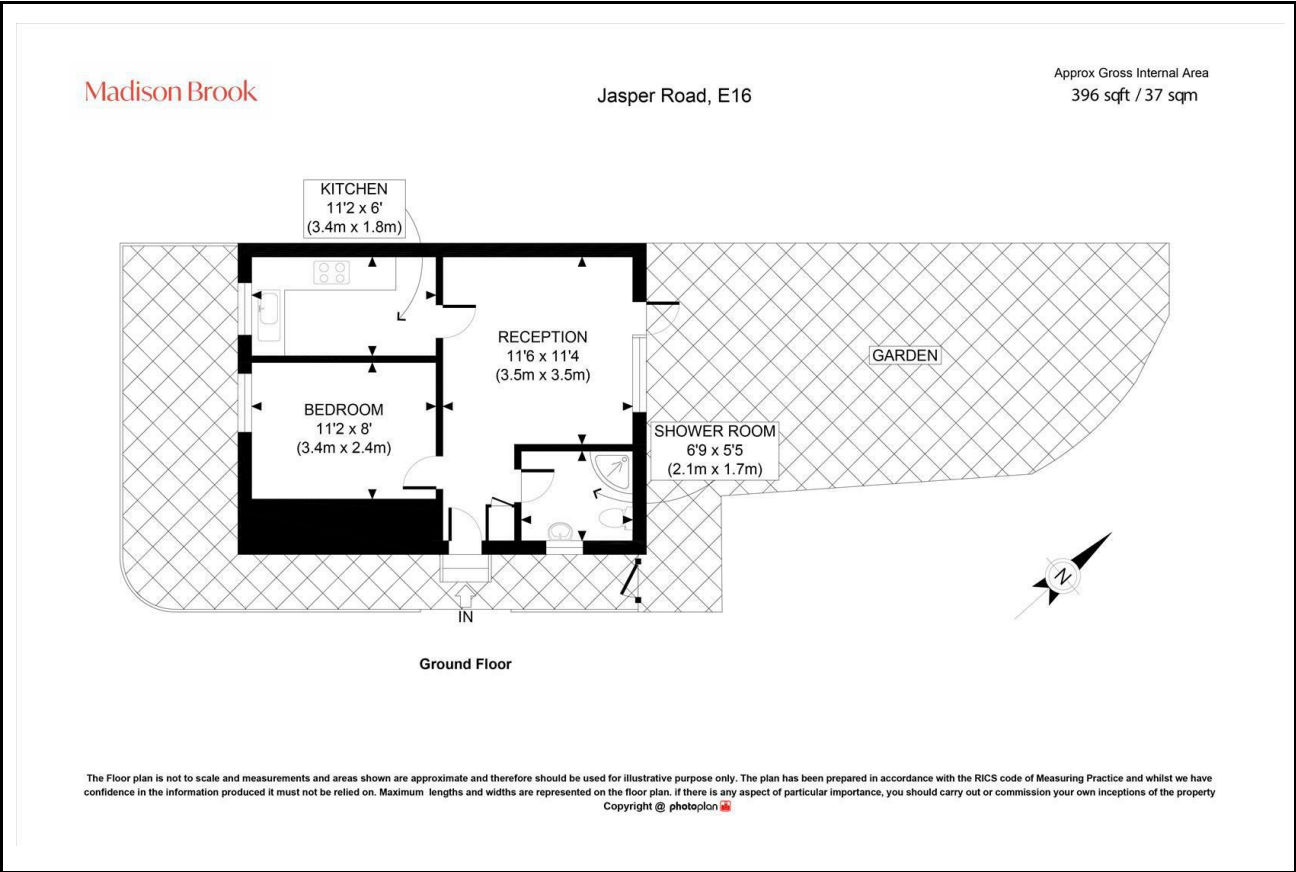 Madison Brook
Jasper Road, E16
Approx Gross Internal Area
396 sqft / 37 sqm
KITCHEN
11'2 x 6'
(3.4m x 1.8m)
RECEPTION
11'6 x 11'4
(3.5m x 3.5m)
GARDEN
BEDROOM
11'2 x 8'
(3.4m x 2.4m)
SHOWER ROOM
6'9 x 5'5
(2.1m x 1.7m)
N
IN
Ground Floor
The Floor plan is not to scale and measurements and areas shown are approximate and therefore should be used for illustrative purpose only. The plan has been prepared in accordance with the RICS code of Measuring Practice and whilst we have
confidence in the information produced it must not be relied on. Maximum lengths and widths are represented on the floor plan. if there is any aspect of particular importance, you should carry out or commission your own inceptions of the property
Copyright @ photoplan